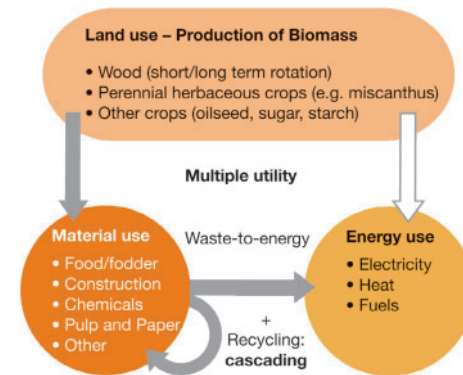 Land use – Production of Biomass
• Wood (short/long term rotation)
• Perennial herbaceous crops (e.g. miscanthus)
• Other crops (oilseed, sugar, starch)
Multiple utility
Material use
• Food/fodder
• Construction
• Chemicals
• Pulp and Paper
• Other
Waste-to-energy
+
Recycling:
cascading
Energy use
• Electricity
• Heat
• Fuels